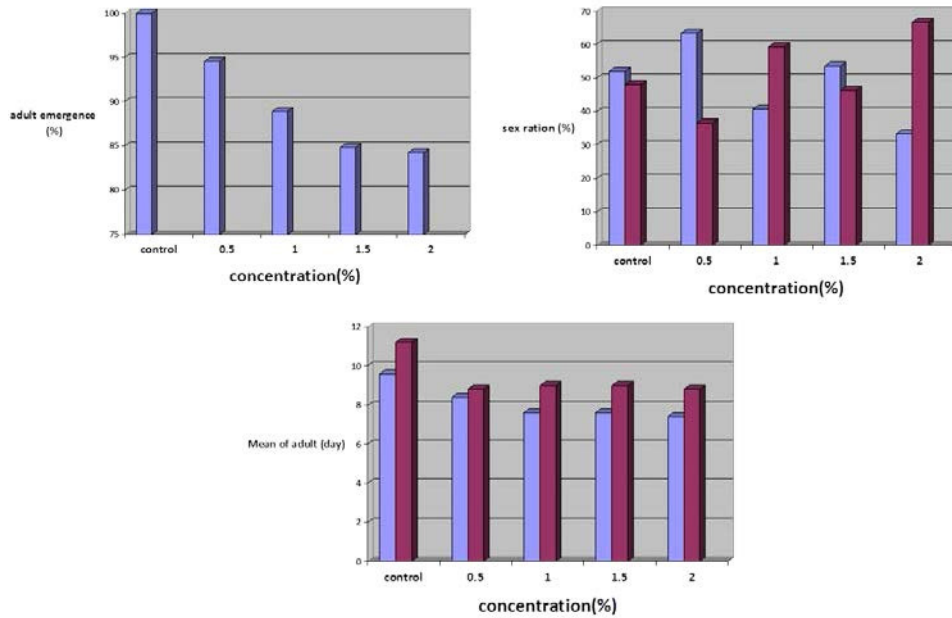 100
95
90
85
80
75
adult emergence
(%)
control 0.5 1 1.5 2
concentration(%)
70
60
50
40
30
20
10
0
sex ration (%)
control 0.5 1 1.5 2
concentration(%)
12
10
8
6
4
2
0
Mean of adult (day)
control 0.5 1 1.5 2
concentration(%)